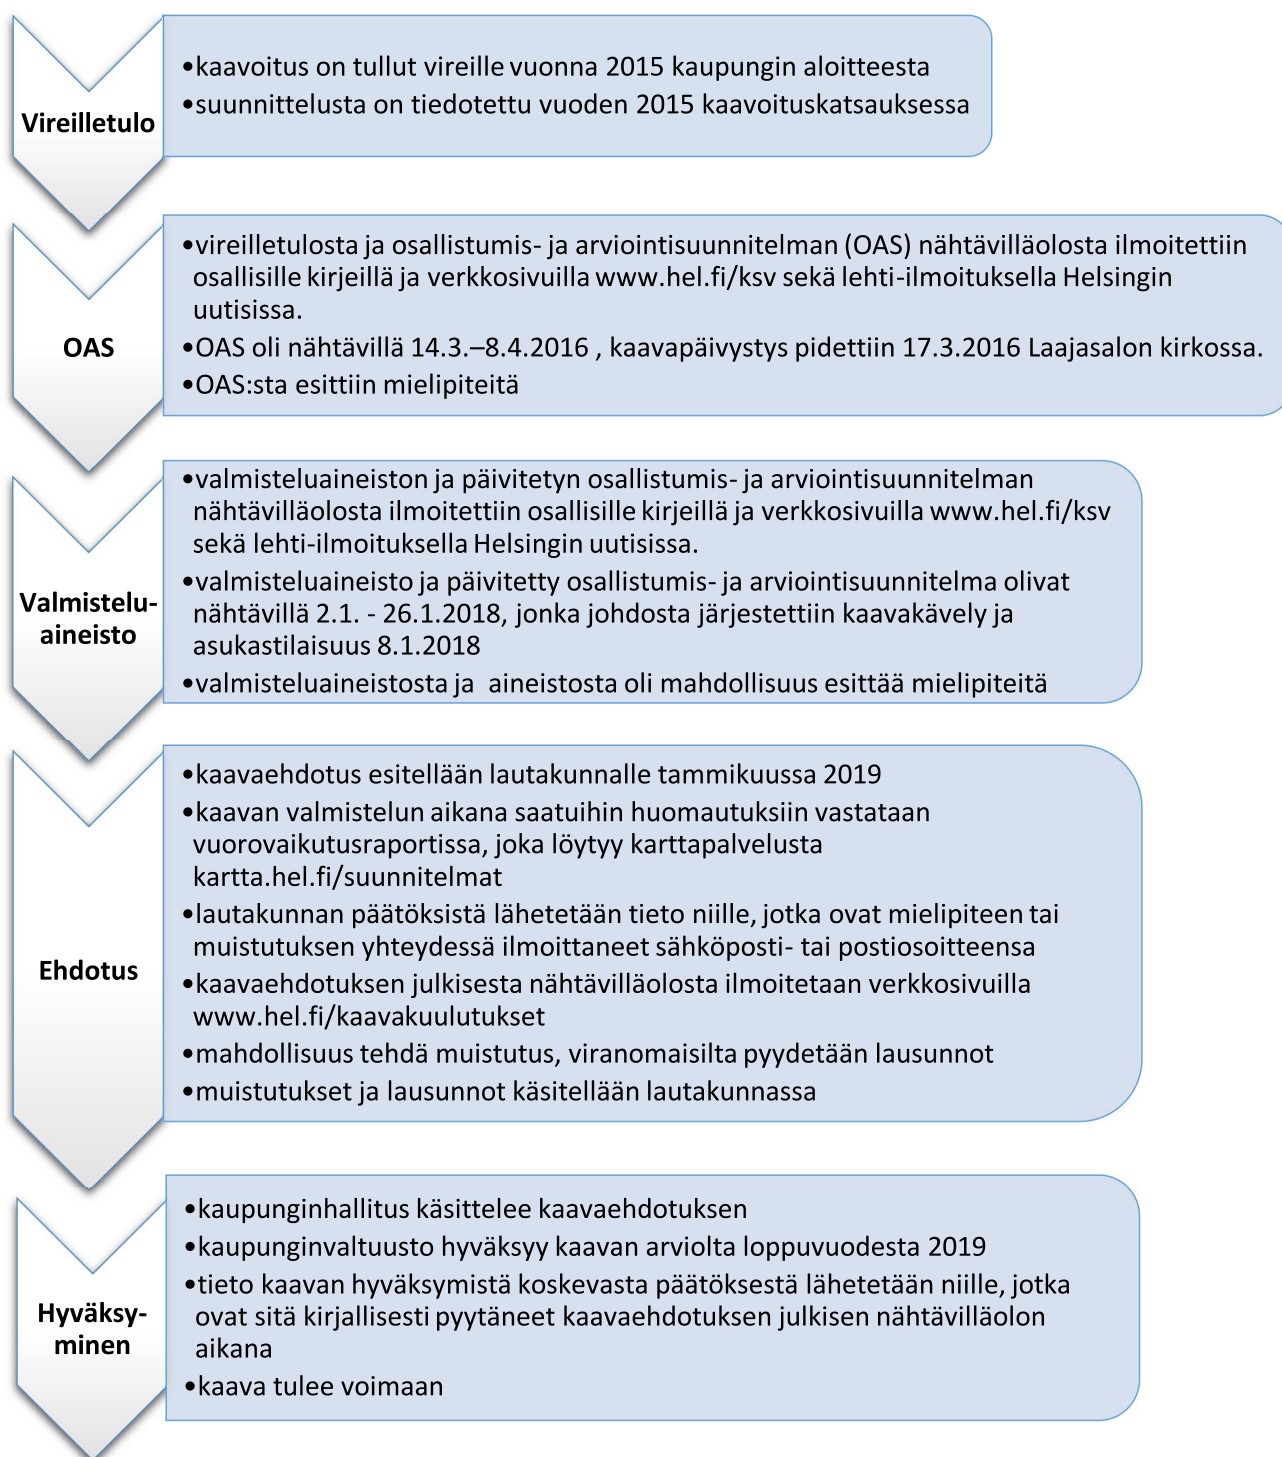 Vireilletulo
•kaavoitus on tullut vireille vuonna 2015 kaupungin aloitteesta
•suunnittelusta on tiedotettu vuoden 2015 kaavoituskatsauksessa
OAS
•vireilletulosta ja osallistumis- ja arviointisuunnitelman (OAS) nähtävilläolosta ilmoitettiin
osallisille kirjeillä ja verkkosivuilla www.hel.fi/ksv sekä lehti-ilmoituksella Helsingin
uutisissa.
•OAS oli nähtävillä 14.3.–8.4.2016 , kaavapäivystys pidettiin 17.3.2016 Laajasalon kirkossa.
•OAS:sta esittiin mielipiteitä
Valmistelu-
aineisto
•valmisteluaineiston ja päivitetyn osallistumis- ja arviointisuunnitelman
nähtävilläolosta ilmoitettiin osallisille kirjeillä ja verkkosivuilla www.hel.fi/ksv
sekä lehti-ilmoituksella Helsingin uutisissa.
•valmisteluaineisto ja päivitetty osallistumis- ja arviointisuunnitelma olivat
nähtävillä 2.1. - 26.1.2018, jonka johdosta järjestettiin kaavakävely ja
asukastilaisuus 8.1.2018
•valmisteluaineistosta ja  aineistosta oli mahdollisuus esittää mielipiteitä
Ehdotus
•kaavaehdotus esitellään lautakunnalle tammikuussa 2019
•kaavan valmistelun aikana saatuihin huomautuksiin vastataan
vuorovaikutusraportissa, joka löytyy karttapalvelusta
kartta.hel.fi/suunnitelmat
•lautakunnan päätöksistä lähetetään tieto niille, jotka ovat mielipiteen tai
muistutuksen yhteydessä ilmoittaneet sähköposti- tai postiosoitteensa
•kaavaehdotuksen julkisesta nähtävilläolosta ilmoitetaan verkkosivuilla
www.hel.fi/kaavakuulutukset
•mahdollisuus tehdä muistutus, viranomaisilta pyydetään lausunnot
•muistutukset ja lausunnot käsitellään lautakunnassa
Hyväksy-
minen
•kaupunginhallitus käsittelee kaavaehdotuksen
•kaupunginvaltuusto hyväksyy kaavan arviolta loppuvuodesta 2019
•tieto kaavan hyväksymistä koskevasta päätöksestä lähetetään niille, jotka
ovat sitä kirjallisesti pyytäneet kaavaehdotuksen julkisen nähtävilläolon
aikana
•kaava tulee voimaan